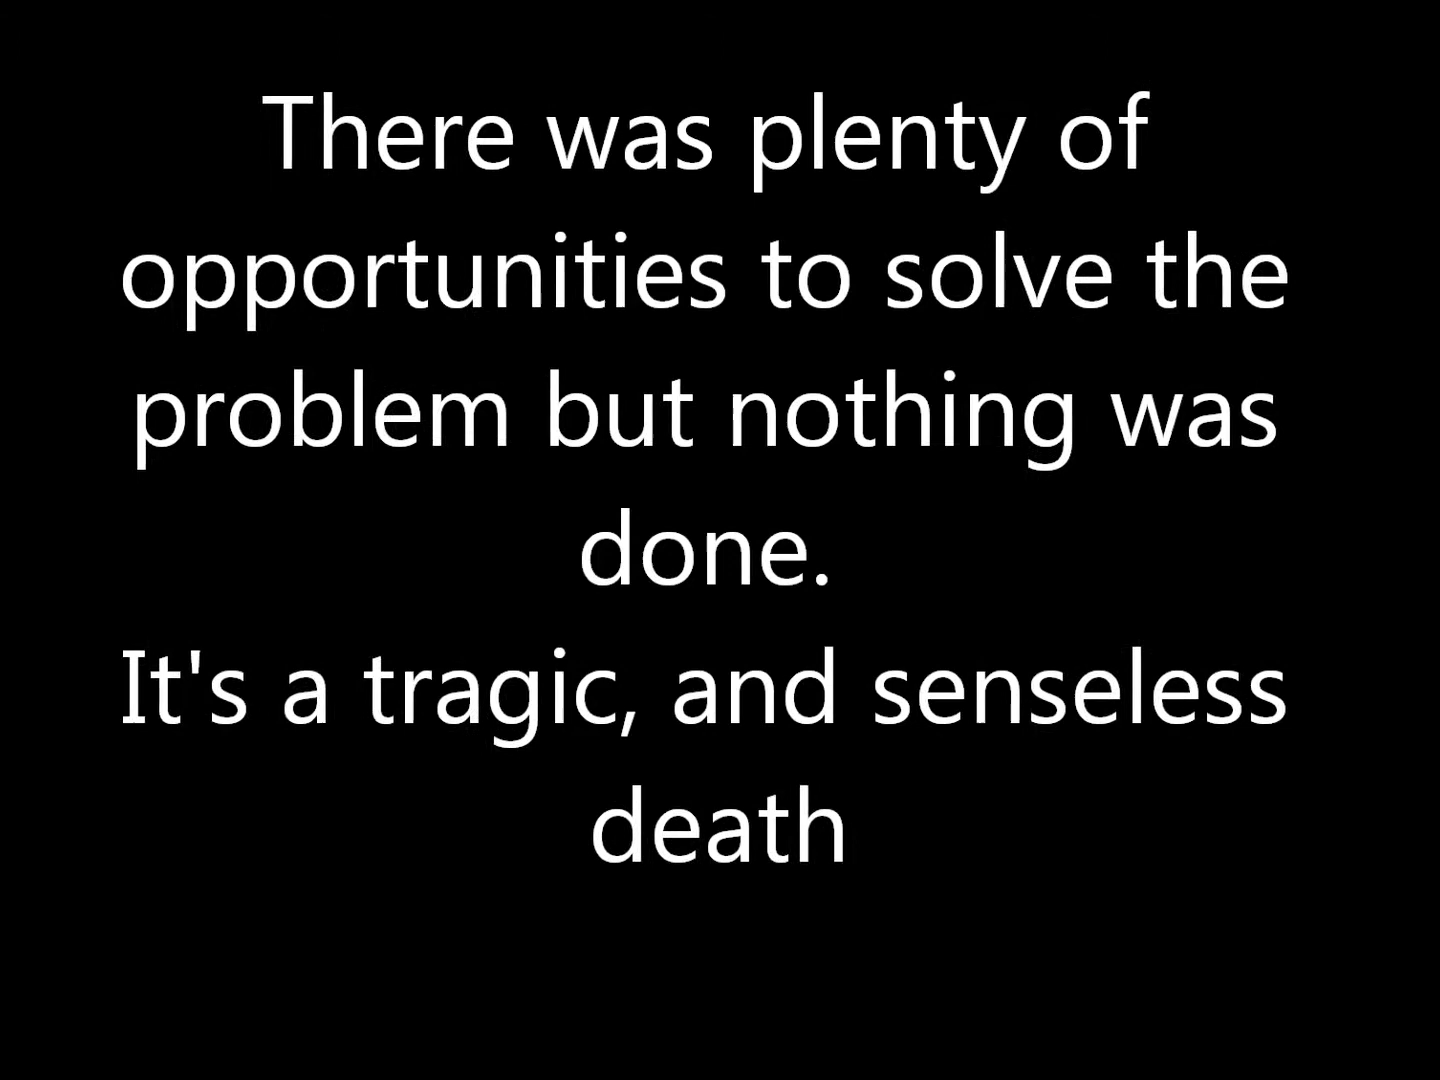 There was plenty of
opportunities to solve the
problem but nothing was
done.
It's a tragic, and senseless
death